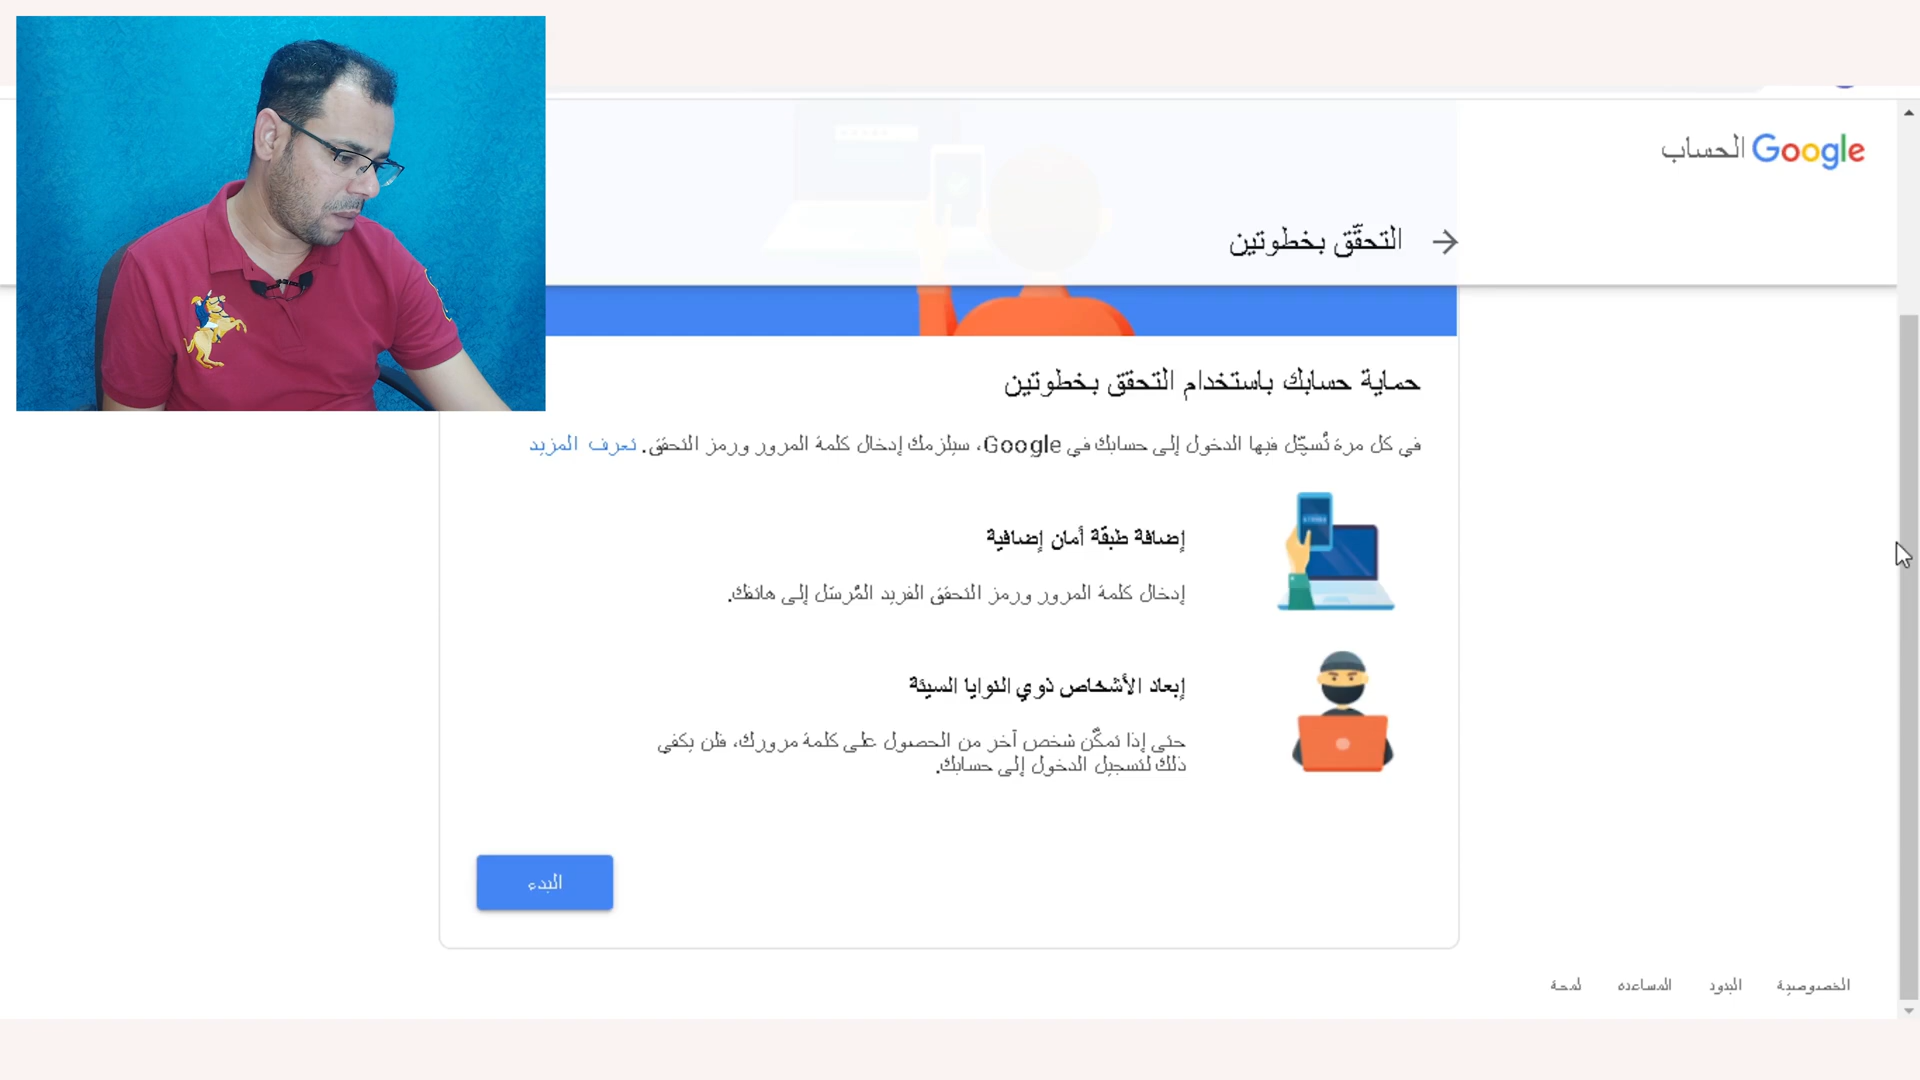 Google الحساب
التحقّق بخطوتين
حماية حسابك باستخدام التحقق بخطوتين
في كل مرة تُسجّل فيها الدخول إلى حسابك في Google، سيلزمك إدخال كلمة المرور ورمز التحقق. تعرف المزيد
إضافة طبقة أمان إضافية
إدخال كلمة المرور ورمز التحقق الفريد المُرسَل إلى هاتفك.
إبعاد الأشخاص ذوي النوايا السيئة
حتى إذا تمكّن شخص آخر من الحصول على كلمة مرورك، فلن يكفي
ذلك لتسجيل الدخول إلى حسابك.
البدء
الخصوصية البنود المساعدة لمحة